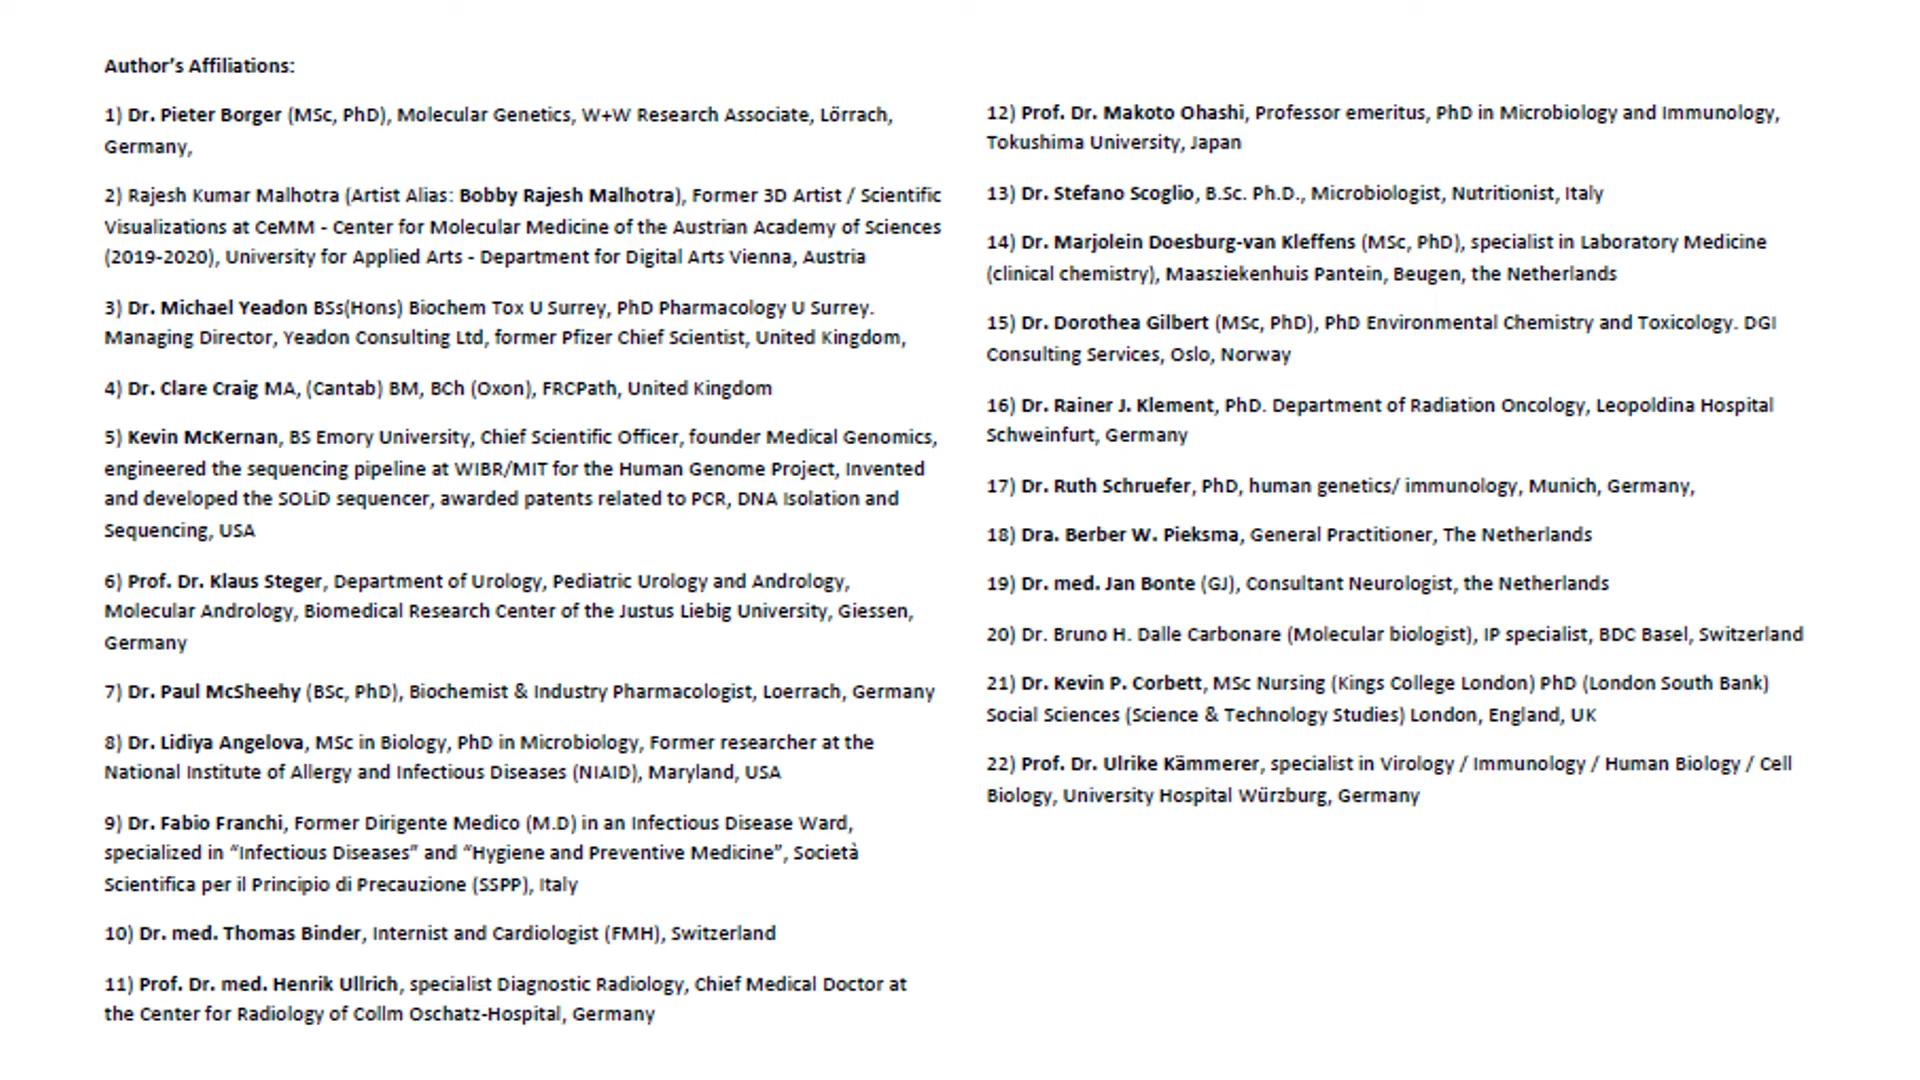 Author's Affiliations:
1) Dr. Pieter Borger (MSc, PhD), Molecular Genetics, W+W Research Associate, Lörrach,
Germany,
2) Rajesh Kumar Malhotra (Artist Alias: Bobby Rajesh Malhotra), Former 3D Artist / Scientific
Visualizations at CeMM - Center for Molecular Medicine of the Austrian Academy of Sciences
(2019-2020), University for Applied Arts - Department for Digital Arts Vienna, Austria
3) Dr. Michael Yeadon BSs(Hons) Biochem Tox U Surrey, PhD Pharmacology U Surrey.
Managing Director, Yeadon Consulting Ltd, former Pfizer Chief Scientist, United Kingdom,
4) Dr. Clare Craig MA, (Cantab) BM, BCh (Oxon), FRCPath, United Kingdom
5) Kevin McKernan, BS Emory University, Chief Scientific Officer, founder Medical Genomics,
engineered the sequencing pipeline at WIBR/MIT for the Human Genome Project, Invented
and developed the SOLiD sequencer, awarded patents related to PCR, DNA Isolation and
Sequencing, USA
6) Prof. Dr. Klaus Steger, Department of Urology, Pediatric Urology and Andrology,
Molecular Andrology, Biomedical Research Center of the Justus Liebig University, Giessen,
Germany
7) Dr. Paul McSheehy (BSc, PhD), Biochemist & Industry Pharmacologist, Loerrach, Germany
8) Dr. Lidiya Angelova, MSc in Biology, PhD in Microbiology, Former researcher at the
National Institute of Allergy and Infectious Diseases (NIAID), Maryland, USA
9) Dr. Fabio Franchi, Former Dirigente Medico (M.D) in an Infectious Disease Ward,
specialized in “Infectious Diseases” and “Hygiene and Preventive Medicine”, Società
Scientifica per il Principio di Precauzione (SSPP), Italy
10) Dr. med. Thomas Binder, Internist and Cardiologist (FMH), Switzerland
11) Prof. Dr. med. Henrik Ullrich, specialist Diagnostic Radiology, Chief Medical Doctor at
the Center for Radiology of Collm Oschatz-Hospital, Germany
12) Prof. Dr. Makoto Ohashi, Professor emeritus, PhD in Microbiology and Immunology,
Tokushima University, Japan
13) Dr. Stefano Scoglio, B.Sc. Ph.D., Microbiologist, Nutritionist, Italy
14) Dr. Marjolein Doesburg-van Kleffens (MSc, PhD), specialist in Laboratory Medicine
(clinical chemistry), Maasziekenhuis Pantein, Beugen, the Netherlands
15) Dr. Dorothea Gilbert (MSc, PhD), PhD Environmental Chemistry and Toxicology. DGI
Consulting Services, Oslo, Norway
16) Dr. Rainer J. Klement, PhD. Department of Radiation Oncology, Leopoldina Hospital
Schweinfurt, Germany
17) Dr. Ruth Schruefer, PhD, human genetics/ immunology, Munich, Germany,
18) Dra. Berber W. Pieksma, General Practitioner, The Netherlands
19) Dr. med. Jan Bonte (GJ), Consultant Neurologist, the Netherlands
20) Dr. Bruno H. Dalle Carbonare (Molecular biologist), IP specialist, BDC Basel, Switzerland
21) Dr. Kevin P. Corbett, MSc Nursing (Kings College London) PhD (London South Bank)
Social Sciences (Science & Technology Studies) London, England, UK
22) Prof. Dr. Ulrike Kämmerer, specialist in Virology / Immunology / Human Biology / Cell
Biology, University Hospital Würzburg, Germany